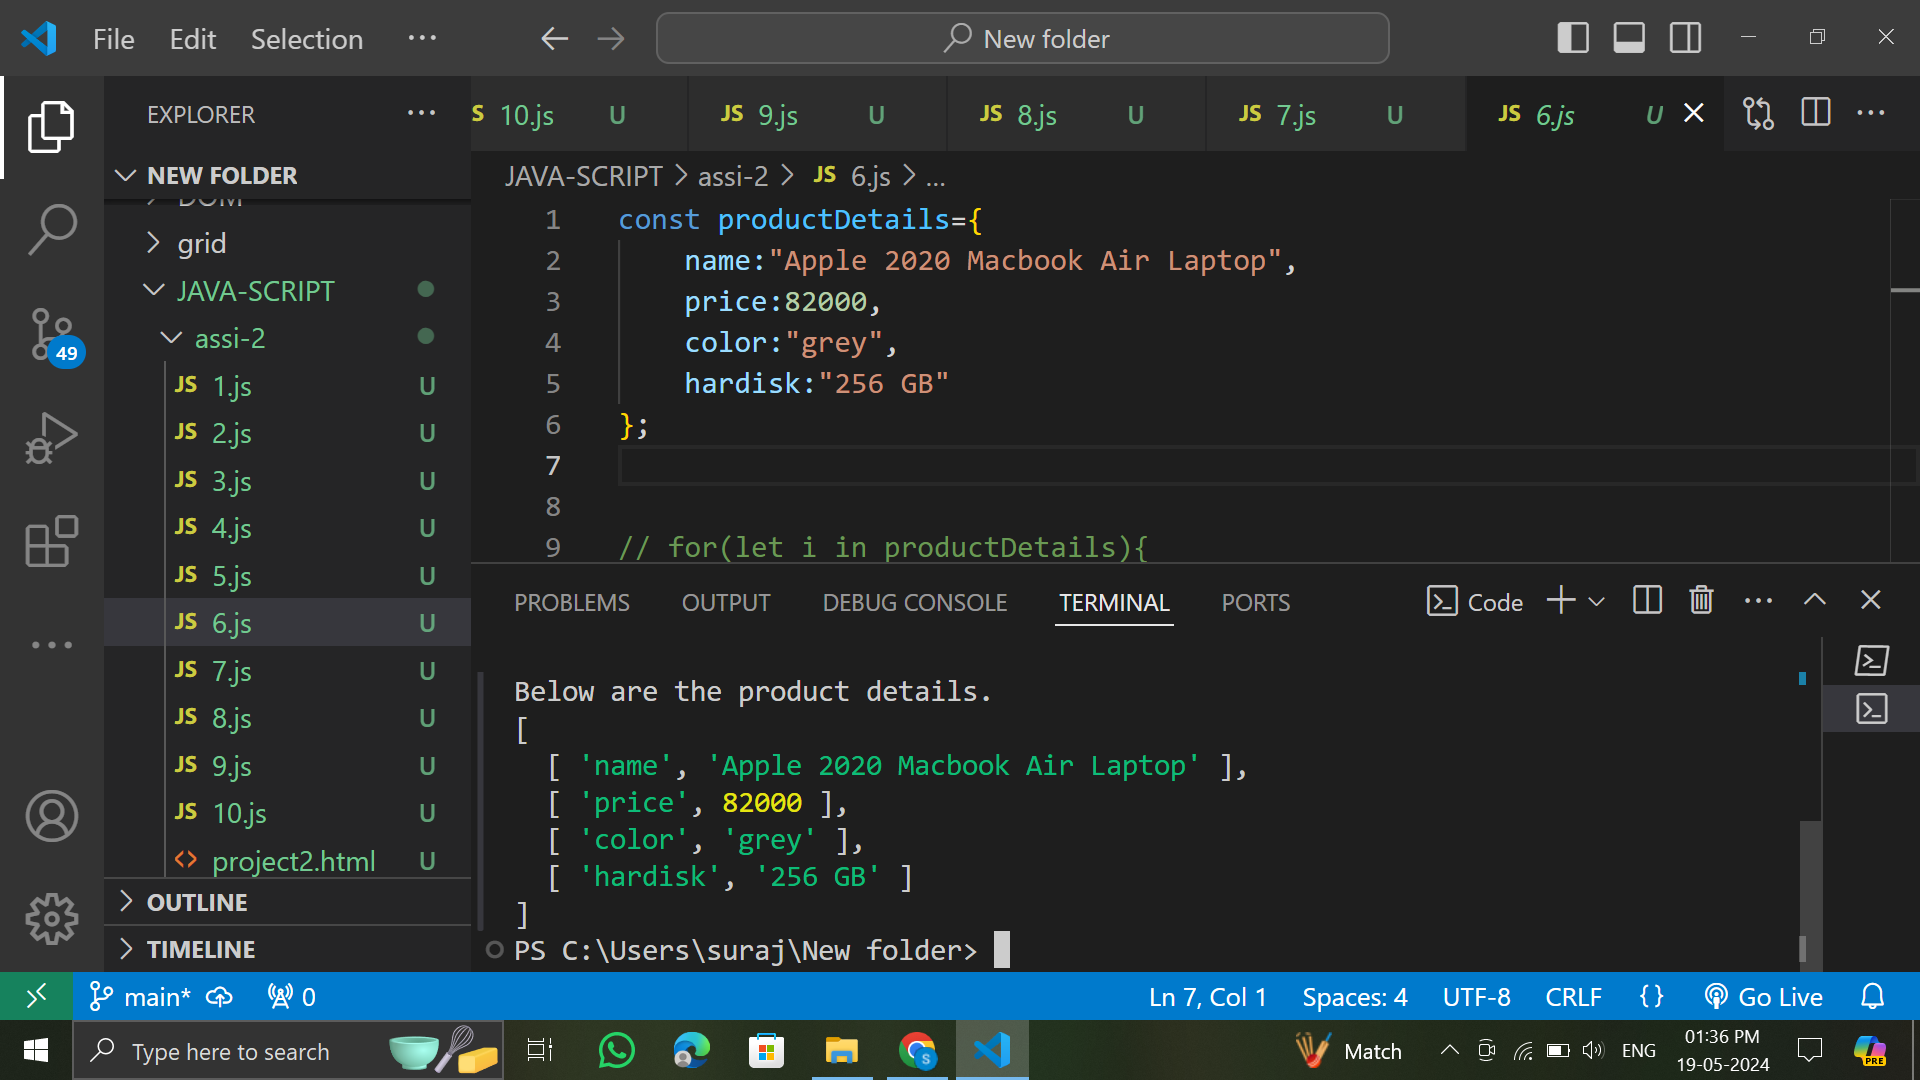 File Edit Selection ...
New folder
EXPLORER ...
NEW FOLDER
DOM
grid
JAVA-SCRIPT
assi-2
JS 1.js U
JS 2.js U
JS 3.js U
JS 4.js U
JS 5.js U
JS 6.js U
JS 7.js U
JS 8.js U
JS 9.js U
JS 10.js U
<> project2.html U
OUTLINE
TIMELINE
49
S 10.js U JS 9.js U JS 8.js U JS 7.js U JS 6.js U
JAVA-SCRIPT > assi-2 > JS 6.js > ...
1 const productDetails={
2 name:"Apple 2020 Macbook Air Laptop",
3 price:82000,
4 color:"grey",
5 hardisk:"256 GB"
6 };
7
8
9 // for(let i in productDetails){
PROBLEMS OUTPUT DEBUG CONSOLE TERMINAL PORTS Code
Below are the product details.
[
[ 'name', 'Apple 2020 Macbook Air Laptop' ],
[ 'price', 82000 ],
[ 'color', 'grey' ],
[ 'hardisk', '256 GB' ]
]
PS C:\Users\suraj\New folder>
main* 0 Ln 7, Col 1 Spaces: 4 UTF-8 CRLF {} Go Live
Type here to search
S
Match
ENG
01:36 PM
19-05-2024
PRE